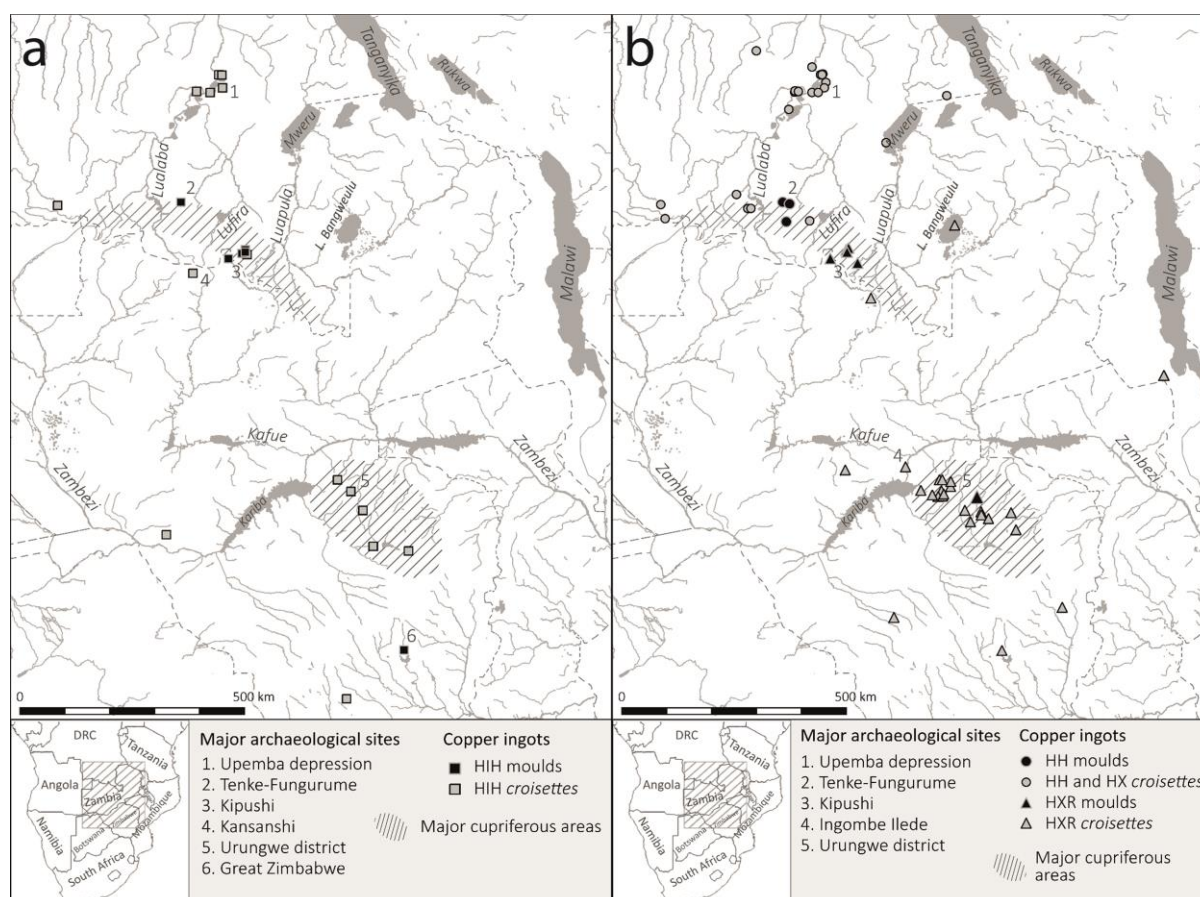 a
Tanganyika
Rukwa
1
Mweru
Lualaba
2
Lufira
Luapula
L. Bangweulu
3
4
Malawi
Kafue
Zambezi
Zambezi
5
Kariba
6
0
500 km
DRC
Tanzania
Angola
Zambia
Mozambique
Namibia
Botswana
South Africa
Major archaeological sites
1. Upemba depression
2. Tenke-Fungurume
3. Kipushi
4. Kansanshi
5. Urungwe district
6. Great Zimbabwe
Copper ingots
HIH moulds
HIH croisettes
Major cupriferous areas
b
Tanganyika
Rukwa
1
Mweru
Lualaba
2
Lufira
Luapula
L. Bangweulu
3
Malawi
Kafue
4
Zambezi
Zambezi
5
Kariba
0
500 km
DRC
Tanzania
Angola
Zambia
Mozambique
Namibia
Botswana
South Africa
Major archaeological sites
1. Upemba depression
2. Tenke-Fungurume
3. Kipushi
4. Ingombe Ilede
5. Urungwe district
Copper ingots
HH moulds
HH and HX croisettes
HXR moulds
HXR croisettes
Major cupriferous
areas